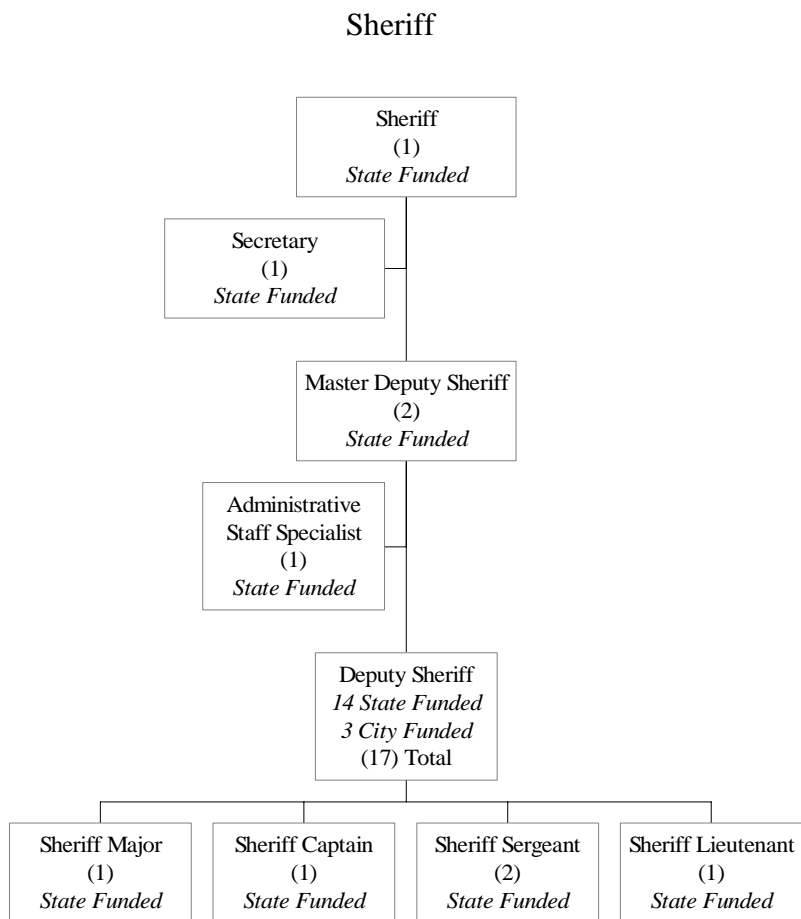 Sheriff
Sheriff
(1)
State Funded
Secretary
(1)
State Funded
Master Deputy Sheriff
(2)
State Funded
Administrative
Staff Specialist
(1)
State Funded
Deputy Sheriff
14 State Funded
3 City Funded
(17) Total
Sheriff Major
(1)
State Funded
Sheriff Captain
(1)
State Funded
Sheriff Sergeant
(2)
State Funded
Sheriff Lieutenant
(1)
State Funded